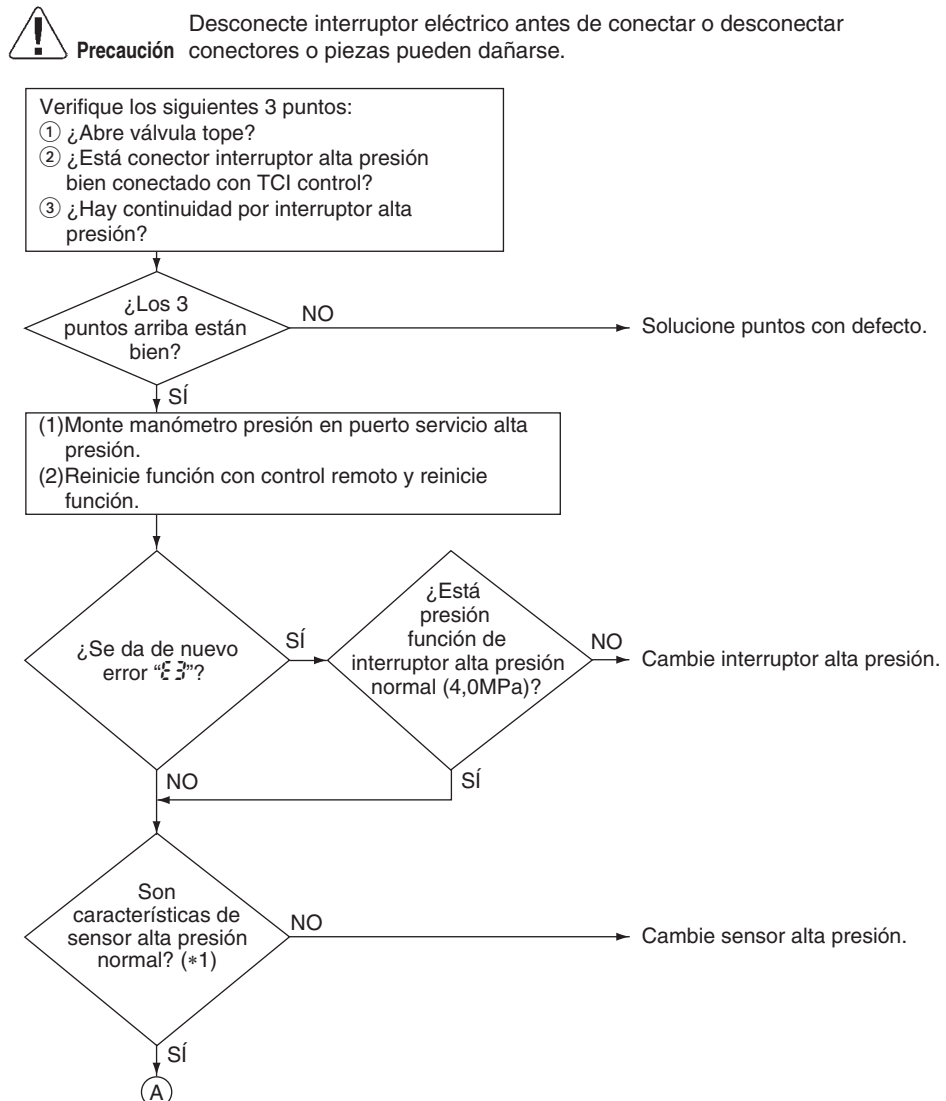 Desconecte interruptor eléctrico antes de conectar o desconectar
Precaución conectores o piezas pueden dañarse.
Verifique los siguientes 3 puntos:
① ¿Abre válvula tope?
② ¿Está conector interruptor alta presión
bien conectado con TCI control?
③ ¿Hay continuidad por interruptor alta
presión?
¿Los 3
puntos arriba están
bien?
NO
Solucione puntos con defecto.
SÍ
(1)Monte manómetro presión en puerto servicio alta
presión.
(2)Reinicie función con control remoto y reinicie
función.
¿Se da de nuevo
error “E3”?
SÍ
¿Está
presión
función de
interruptor alta presión
normal (4,0MPa)?
NO
Cambie interruptor alta presión.
NO
SÍ
Son
características de
sensor alta presión
normal? (*1)
NO
Cambie sensor alta presión.
SÍ
A